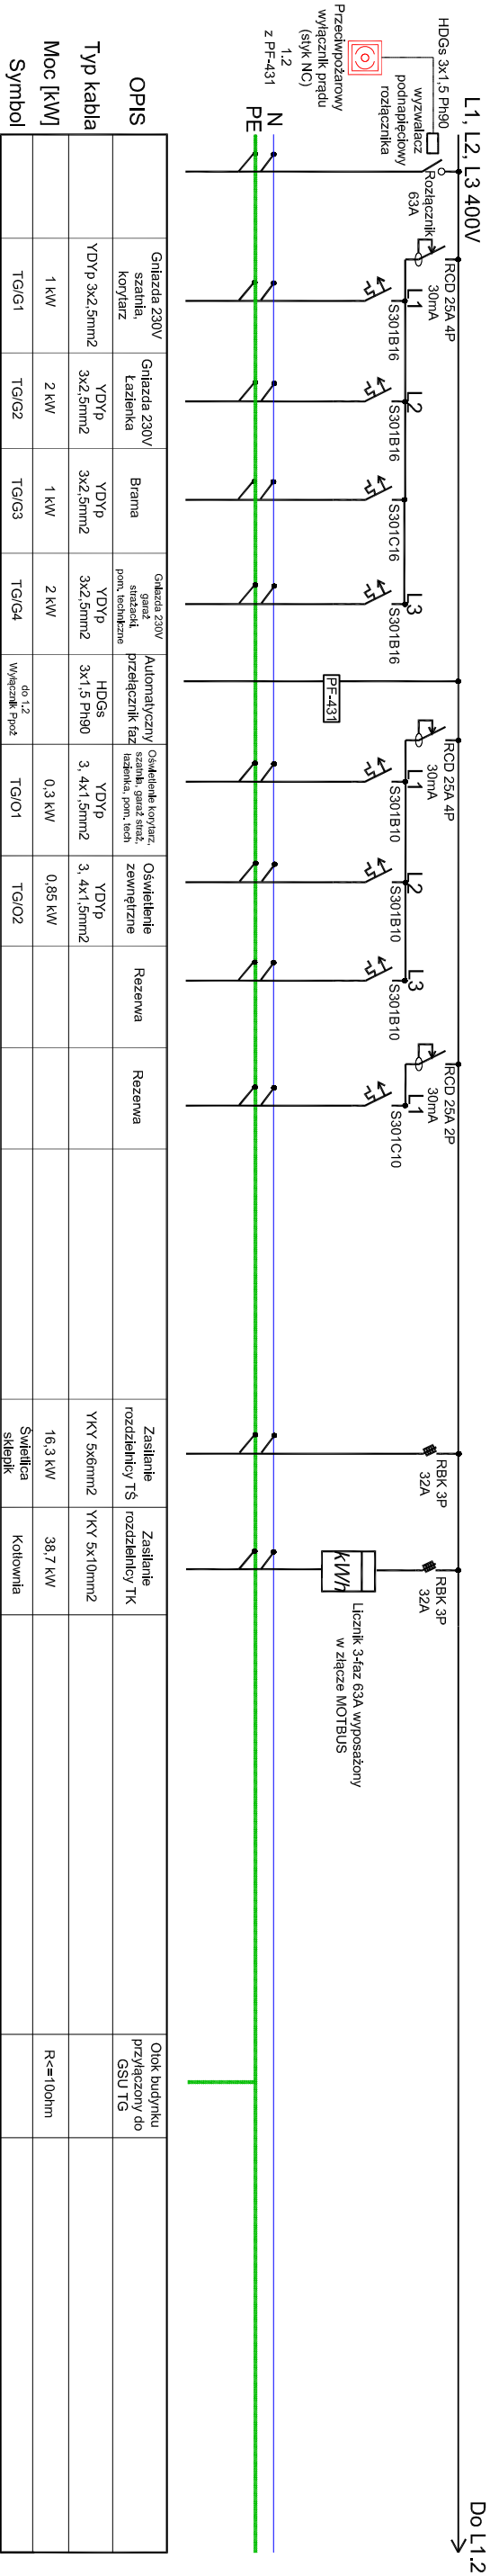 L1, L2, L3 400V
Do L1.2
HDGs 3x1,5 Ph90
wyzwalacz
podnapięciowy
rozłącznika
Rozłącznik
63A
Przeciwpożarowy
wyłącznik prądu
(styk NC)
1.2
z PF-431
N
PE
RCD 25A 4P
30mA
L1
S301B16
L2
S301B16
S301C16
L3
S301B16
PF-431
RCD 25A 4P
30mA
L1
S301B10
L2
S301B10
L3
S301B10
RCD 25A 2P
30mA
L1
S301C10
RBK 3P
32A
RBK 3P
32A
kWh
Licznik 3-faz 63A wyposażony
w złącze MOTBUS
OPIS
Gniazda 230V
szatnia,
korytarz
Gniazda 230V
Łazienka
Brama
Gniazda 230V
garaż
strażacki,
pom. techniczne
Automatyczny
przełącznik faz
Oświetlenie korytarz,
szatnia, garaż straż,
łazienka, pom. tech
Oświetlenie
zewnętrzne
Rezerwa
Rezerwa
Zasilanie
rozdzielnicy TŚ
Zasilanie
rozdzielnicy TK
Otok budynku
przyłączony do
GSU TG
Typ kabla
YDYp 3x2,5mm2
YDYp
3x2,5mm2
YDYp
3x2,5mm2
YDYp
3x2,5mm2
HDGs
3x1,5 Ph90
YDYp
3, 4x1,5mm2
YDYp
3, 4x1,5mm2
YKY 5x6mm2
YKY 5x10mm2
Moc [kW]
1 kW
2 kW
1 kW
2 kW
0,3 kW
0,85 kW
16,3 kW
38,7 kW
R<=10ohm
Symbol
TG/G1
TG/G2
TG/G3
TG/G4
do 1.2
Wyłącznik Ppoż
TG/O1
TG/O2
Świetlica
sklepik
Kotłownia